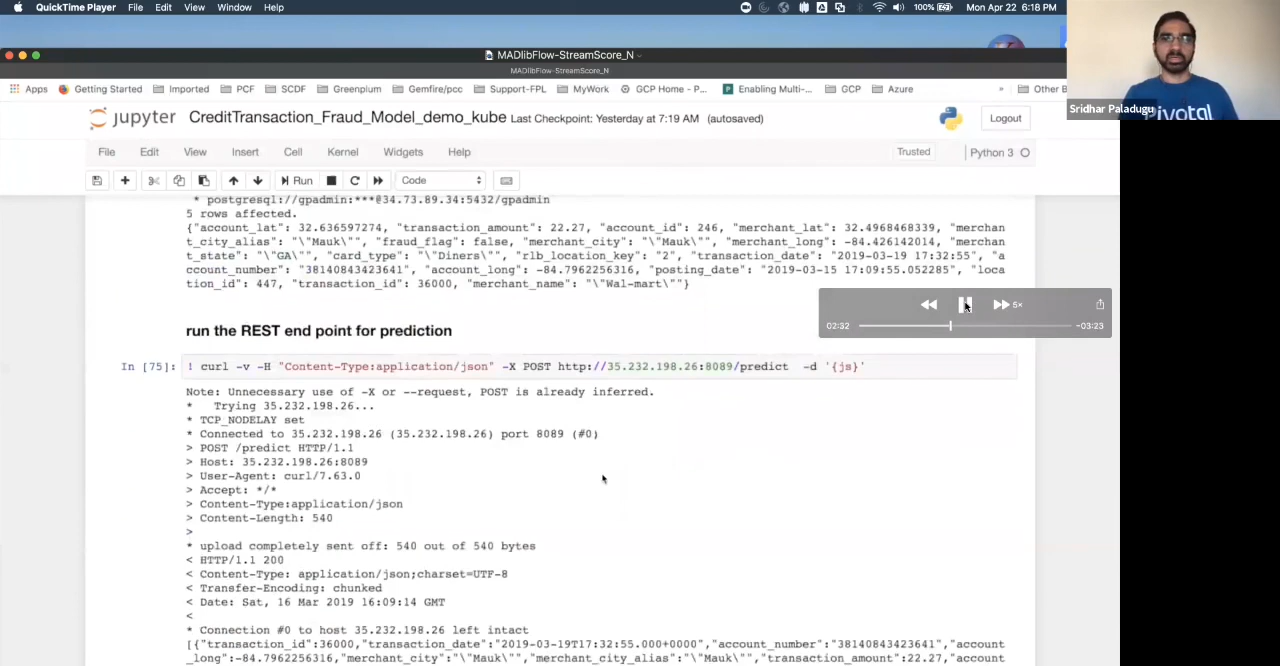 QuickTime Player File Edit View Window Help 100% Mon Apr 22 6:18 PM
MADlibFlow-StreamScore_N
MADlibFlow-StreamScore_N
Apps Getting Started Imported PCF SCDF Greenplum Gemfire/pcc Support-FPL MyWork GCP Home - P... Enabling Multi-... GCP Azure » Other B
Sridhar Paladugu
Pivotal
jupyter CreditTransaction_Fraud_Model_demo_kube Last Checkpoint: Yesterday at 7:19 AM (autosaved) Logout
File Edit View Insert Cell Kernel Widgets Help Trusted Python 3
Run Code
* postgresql://gpadmin:***@34.73.89.34:5432/gpadmin
5 rows affected.
{"account_lat": 32.636597274, "transaction_amount": 22.27, "account_id": 246, "merchant_lat": 32.4968468339, "merchan
t_city_alias": "\"Mauk\"", "fraud_flag": false, "merchant_city": "\"Mauk\"", "merchant_long": -84.426142014, "merchan
t_state": "\"GA\"", "card_type": "\"Diners\"", "rlb_location_key": "2", "transaction_date": "2019-03-19 17:32:55", "a
ccount_number": "38140843423641", "account_long": -84.7962256316, "posting_date": "2019-03-15 17:09:55.052285", "loca
tion_id": 447, "transaction_id": 36000, "merchant_name": "\"Wal-mart\""}
5×
02:32 -03:23
run the REST end point for prediction
In [75]: ! curl -v -H "Content-Type:application/json" -X POST http://35.232.198.26:8089/predict -d '{js}'
Note: Unnecessary use of -X or --request, POST is already inferred.
* Trying 35.232.198.26...
* TCP_NODELAY set
* Connected to 35.232.198.26 (35.232.198.26) port 8089 (#0)
> POST /predict HTTP/1.1
> Host: 35.232.198.26:8089
> User-Agent: curl/7.63.0
> Accept: */*
> Content-Type:application/json
> Content-Length: 540
>
* upload completely sent off: 540 out of 540 bytes
< HTTP/1.1 200
< Content-Type: application/json;charset=UTF-8
< Transfer-Encoding: chunked
< Date: Sat, 16 Mar 2019 16:09:14 GMT
<
* Connection #0 to host 35.232.198.26 left intact
[{"transaction_id":36000,"transaction_date":"2019-03-19T17:32:55.000+0000","account_number":"38140843423641","account
_long":-84.7962256316,"merchant_city":"\"Mauk\"","merchant_city_alias":"\"Mauk\"","transaction_amount":22.27,"account